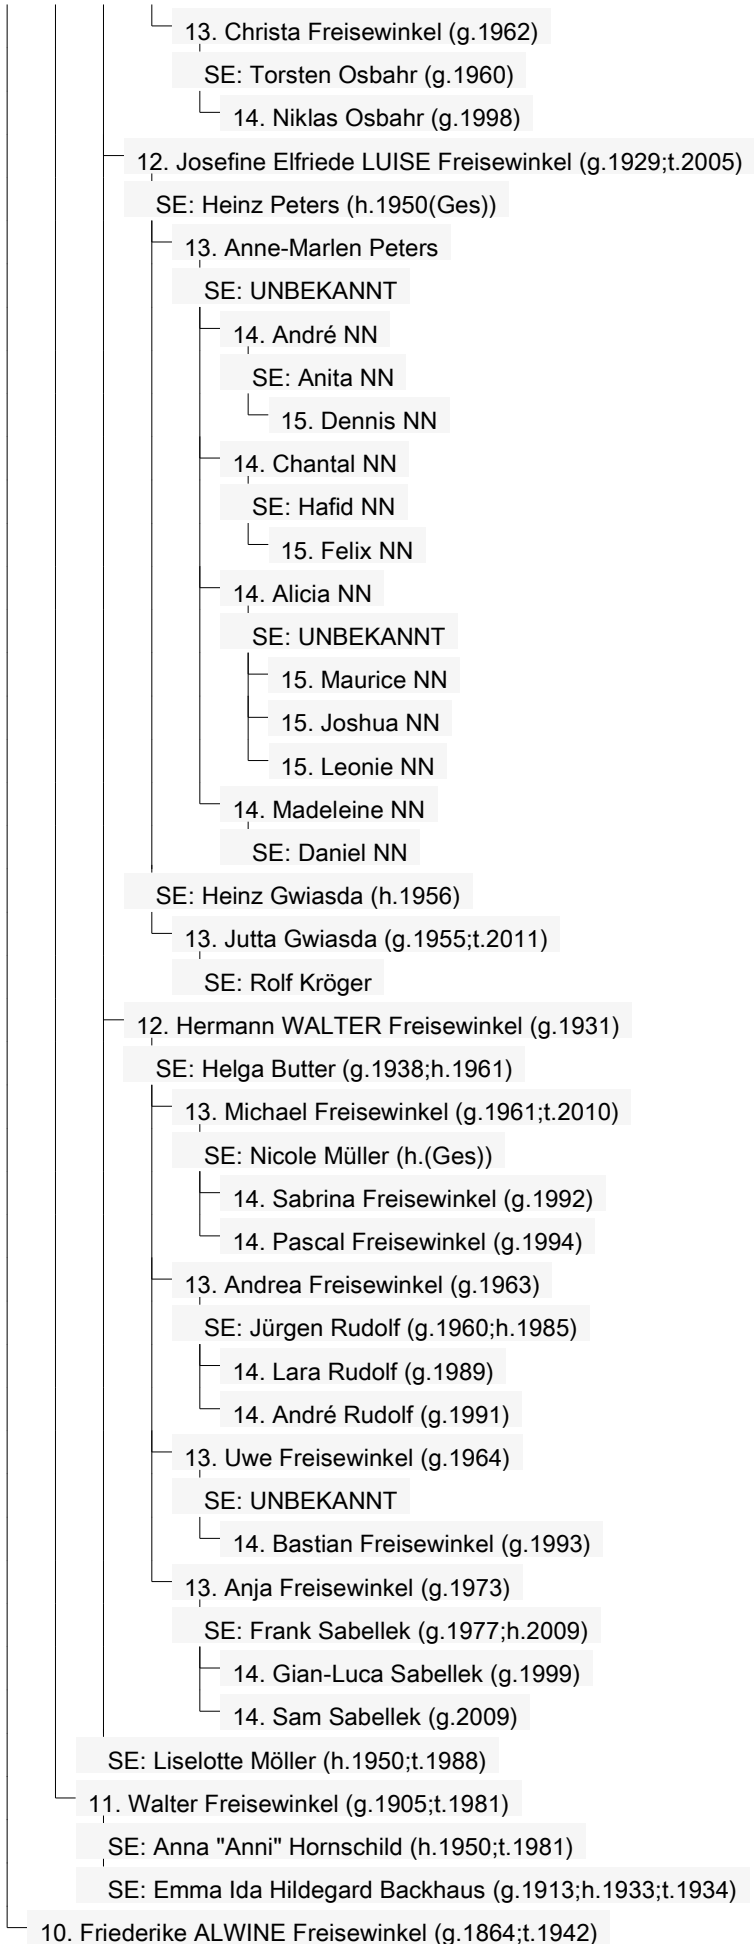 13. Christa Freisewinkel (g.1962)
SE: Torsten Osbahr (g.1960)
14. Niklas Osbahr (g.1998)
12. Josefine Elfriede LUISE Freisewinkel (g.1929;t.2005)
SE: Heinz Peters (h.1950(Ges))
13. Anne-Marlen Peters
SE: UNBEKANNT
14. André NN
SE: Anita NN
15. Dennis NN
14. Chantal NN
SE: Hafid NN
15. Felix NN
14. Alicia NN
SE: UNBEKANNT
15. Maurice NN
15. Joshua NN
15. Leonie NN
14. Madeleine NN
SE: Daniel NN
SE: Heinz Gwiasda (h.1956)
13. Jutta Gwiasda (g.1955;t.2011)
SE: Rolf Kröger
12. Hermann WALTER Freisewinkel (g.1931)
SE: Helga Butter (g.1938;h.1961)
13. Michael Freisewinkel (g.1961;t.2010)
SE: Nicole Müller (h.(Ges))
14. Sabrina Freisewinkel (g.1992)
14. Pascal Freisewinkel (g.1994)
13. Andrea Freisewinkel (g.1963)
SE: Jürgen Rudolf (g.1960;h.1985)
14. Lara Rudolf (g.1989)
14. André Rudolf (g.1991)
13. Uwe Freisewinkel (g.1964)
SE: UNBEKANNT
14. Bastian Freisewinkel (g.1993)
13. Anja Freisewinkel (g.1973)
SE: Frank Sabellek (g.1977;h.2009)
14. Gian-Luca Sabellek (g.1999)
14. Sam Sabellek (g.2009)
SE: Liselotte Möller (h.1950;t.1988)
11. Walter Freisewinkel (g.1905;t.1981)
SE: Anna "Anni" Hornschild (h.1950;t.1981)
SE: Emma Ida Hildegard Backhaus (g.1913;h.1933;t.1934)
10. Friederike ALWINE Freisewinkel (g.1864;t.1942)